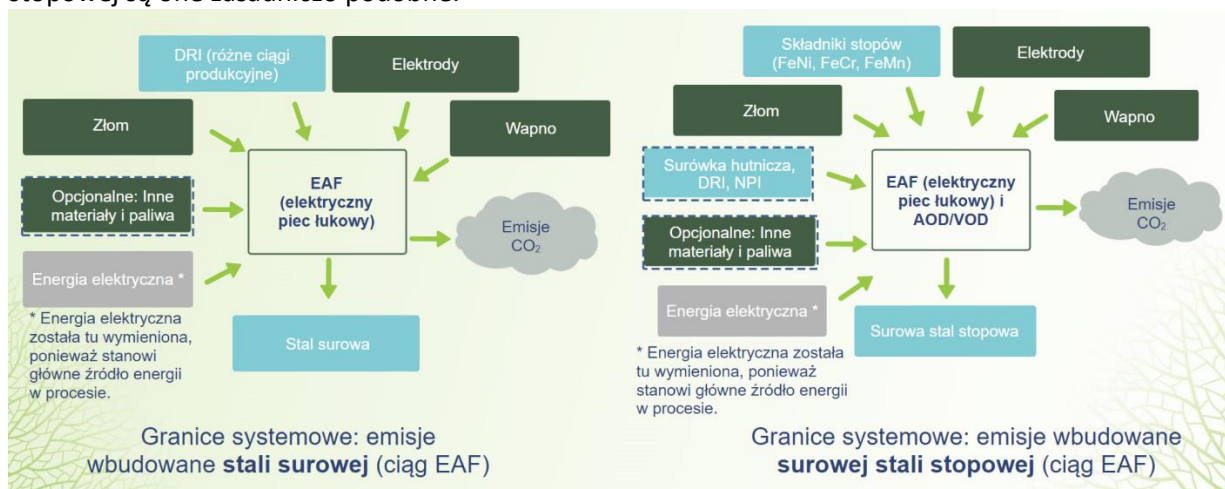 stopowej są one zasadniczo podobne.
DRI (różne ciągi
produkcyjne)
Elektrody
Złom
Wapno
Opcjonalne: Inne
materiały i paliwa
EAF
(elektryczny
piec łukowy)
Emisje
CO₂
Energia elektryczna *
Stal surowa
* Energia elektryczna
została tu wymieniona,
ponieważ stanowi
główne źródło energii
w procesie.
Granice systemowe: emisje
wbudowane stali surowej (ciąg EAF)
Składniki stopów
(FeNi, FeCr, FeMn)
Elektrody
Złom
Wapno
Surówka hutnicza,
DRI, NPI
EAF (elektryczny
piec łukowy) i
AOD/VOD
Emisje
CO₂
Opcjonalne: Inne
materiały i paliwa
Energia elektryczna *
Surowa stal stopowa
* Energia elektryczna została
tu wymieniona, ponieważ
stanowi główne źródło energii
w procesie.
Granice systemowe: emisje wbudowane
surowej stali stopowej (ciąg EAF)